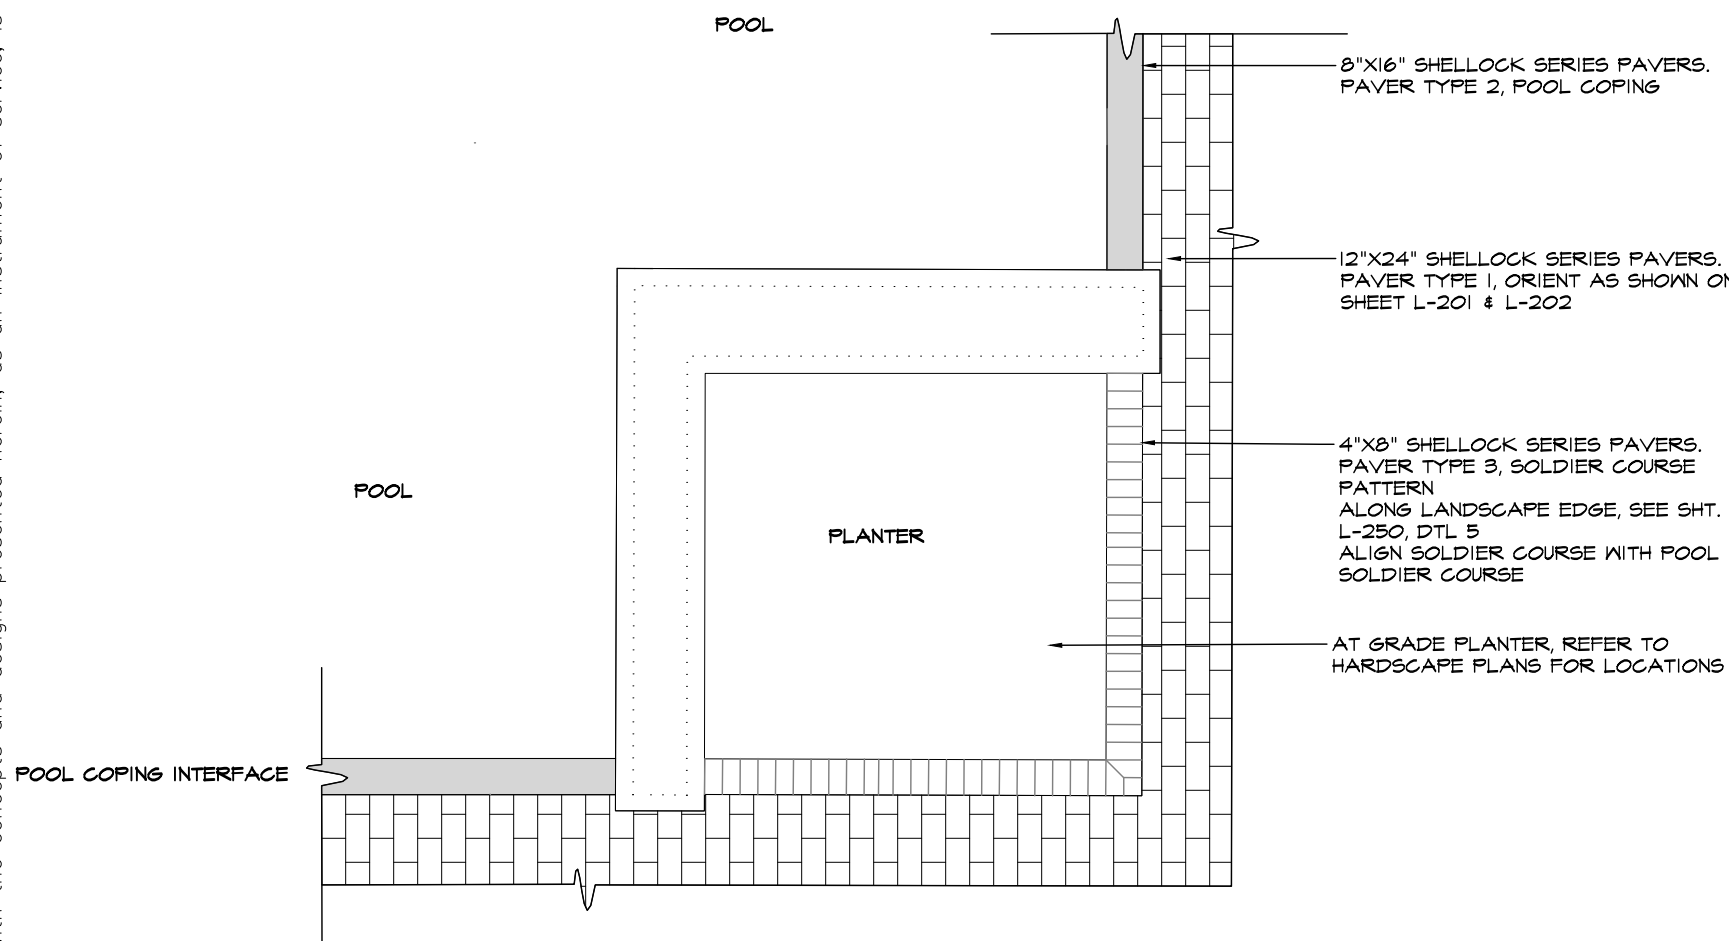 POOL
8"X16" SHELLOCK SERIES PAVERS.
PAVER TYPE 2, POOL COPING
12"X24" SHELLOCK SERIES PAVERS.
PAVER TYPE 1, ORIENT AS SHOWN ON
SHEET L-201 & L-202
4"X8" SHELLOCK SERIES PAVERS.
PAVER TYPE 3, SOLDIER COURSE
PATTERN
ALONG LANDSCAPE EDGE, SEE SHT.
L-250, DTL 5
ALIGN SOLDIER COURSE WITH POOL
SOLDIER COURSE
POOL
PLANTER
AT GRADE PLANTER, REFER TO
HARDSCAPE PLANS FOR LOCATIONS
POOL COPING INTERFACE